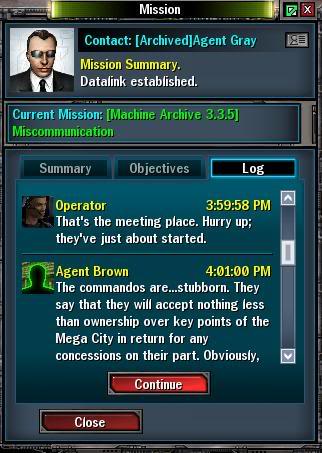 Mission
Contact: [Archived]Agent Gray
Mission Summary.
Datalink established.
Current Mission: [Machine Archive 3.3.5]
Miscommunication
Summary
Objectives
Log
Operator 3:59:58 PM
That's the meeting place. Hurry up;
they've just about started.
Agent Brown 4:01:00 PM
The commandos are...stubborn. They
say that they will accept nothing less
than ownership over key points of the
Mega City in return for any
concessions on their part. Obviously,
Continue
Close